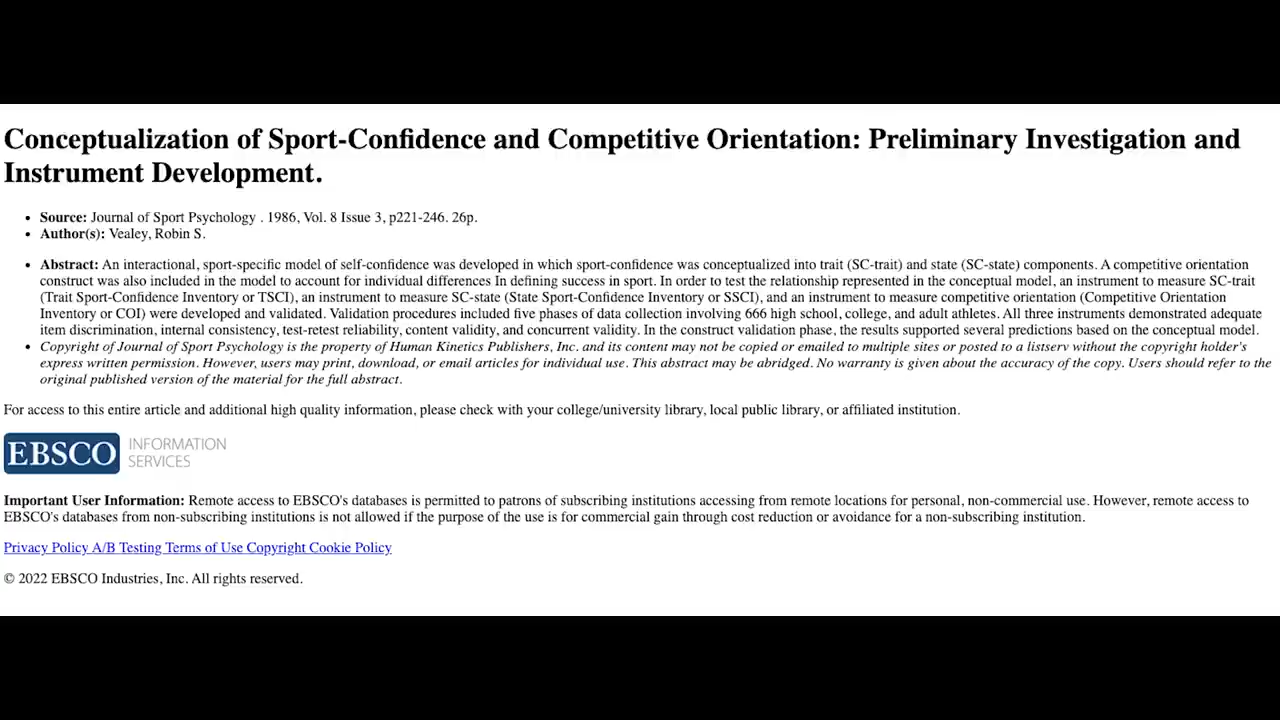 Conceptualization of Sport-Confidence and Competitive Orientation: Preliminary Investigation and
Instrument Development.
• Source: Journal of Sport Psychology . 1986, Vol. 8 Issue 3, p221-246. 26p.
• Author(s): Vealey, Robin S.
• Abstract: An interactional, sport-specific model of self-confidence was developed in which sport-confidence was conceptualized into trait (SC-trait) and state (SC-state) components. A competitive orientation
construct was also included in the model to account for individual differences In defining success in sport. In order to test the relationship represented in the conceptual model, an instrument to measure SC-trait
(Trait Sport-Confidence Inventory or TSCI), an instrument to measure SC-state (State Sport-Confidence Inventory or SSCI), and an instrument to measure competitive orientation (Competitive Orientation
Inventory or COI) were developed and validated. Validation procedures included five phases of data collection involving 666 high school, college, and adult athletes. All three instruments demonstrated adequate
item discrimination, internal consistency, test-retest reliability, content validity, and concurrent validity. In the construct validation phase, the results supported several predictions based on the conceptual model.
• Copyright of Journal of Sport Psychology is the property of Human Kinetics Publishers, Inc. and its content may not be copied or emailed to multiple sites or posted to a listserv without the copyright holder's
express written permission. However, users may print, download, or email articles for individual use. This abstract may be abridged. No warranty is given about the accuracy of the copy. Users should refer to the
original published version of the material for the full abstract.
For access to this entire article and additional high quality information, please check with your college/university library, local public library, or affiliated institution.
EBSCO INFORMATION
SERVICES
Important User Information: Remote access to EBSCO's databases is permitted to patrons of subscribing institutions accessing from remote locations for personal, non-commercial use. However, remote access to
EBSCO's databases from non-subscribing institutions is not allowed if the purpose of the use is for commercial gain through cost reduction or avoidance for a non-subscribing institution.
Privacy Policy A/B Testing Terms of Use Copyright Cookie Policy
© 2022 EBSCO Industries, Inc. All rights reserved.